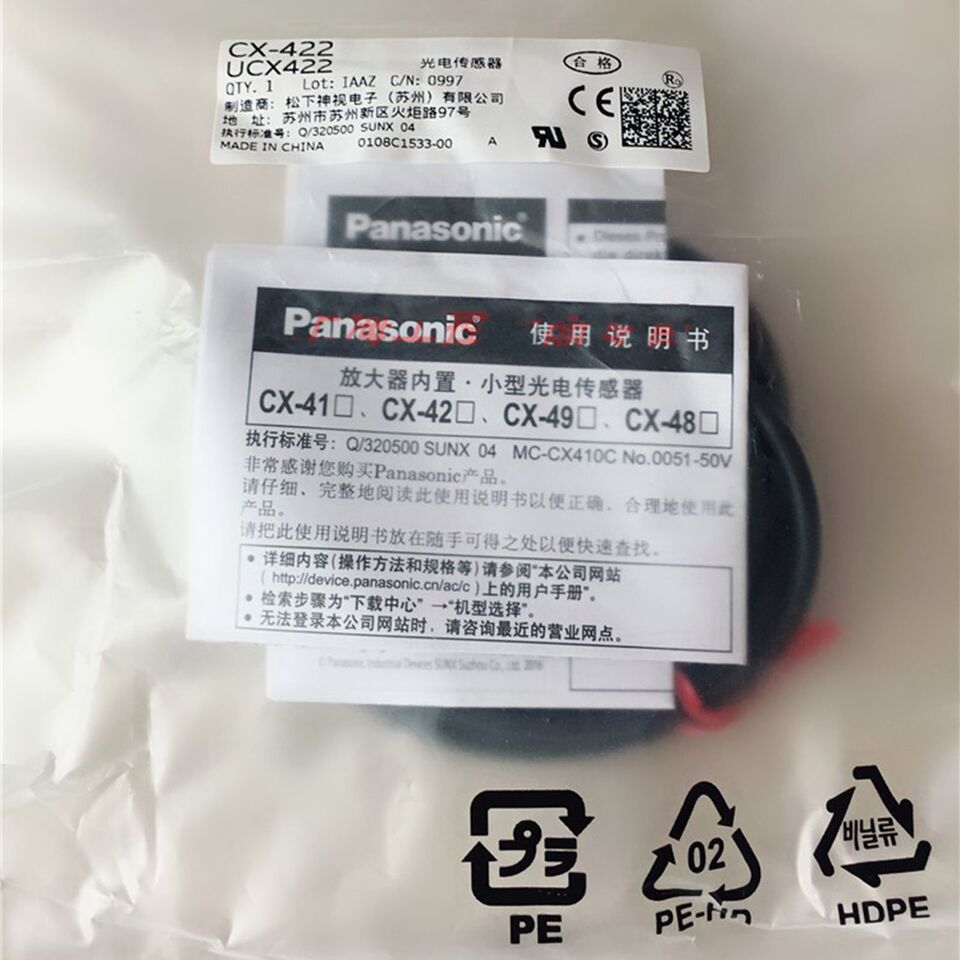 CX-422
UCX422 光电传感器 合格
QTY. 1 Lot: IAAZ C/N: 0997
制造商: 松下神视电子 (苏州) 有限公司
地 址: 苏州市苏州新区火炬路97号
执行标准号: Q/320500 SUNX 04
MADE IN CHINA 0108C1533-00 A
CE
Panasonic
Dieses
Panasonic 使用说明书
放大器内置・小型光电传感器
CX-41□、CX-42□、CX-49□、CX-48□
执行标准号: Q/320500 SUNX 04 MC-CX410C No.0051-50V
非常感谢您购买Panasonic产品。
请仔细、完整地阅读此使用说明书以便正确、合理地使用此
产品。
请把此使用说明书放在随手可得之处以便快速查找。
• 详细内容(操作方法和规格等)请参阅"本公司网站
( http://device.panasonic.cn/ac/c ) 上的用户手册"。
• 检索步骤为"下载中心" →"机型选择"。
• 无法登录本公司网站时, 请咨询最近的营业网点。
© Panasonic Industrial Devices SUNX Suzhou Co., Ltd. 2016
プラ
PE
02
PE-HD
비닐류
HDPE